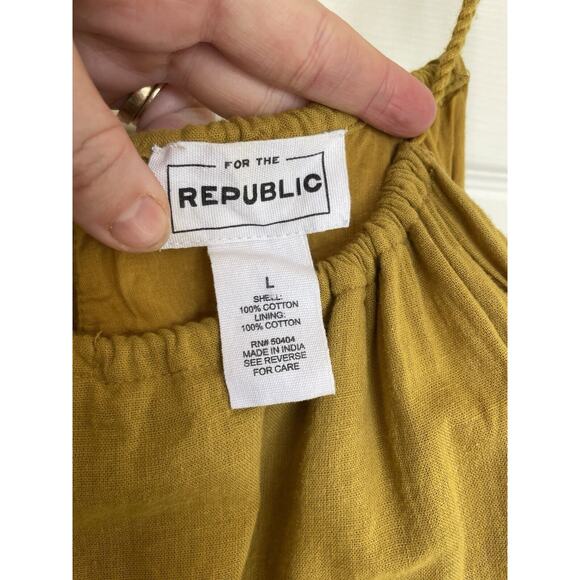 FOR THE
REPUBLIC
L
SHELL:
100% COTTON
LINING:
100% COTTON
RN# 50404
MADE IN INDIA
SEE REVERSE
FOR CARE